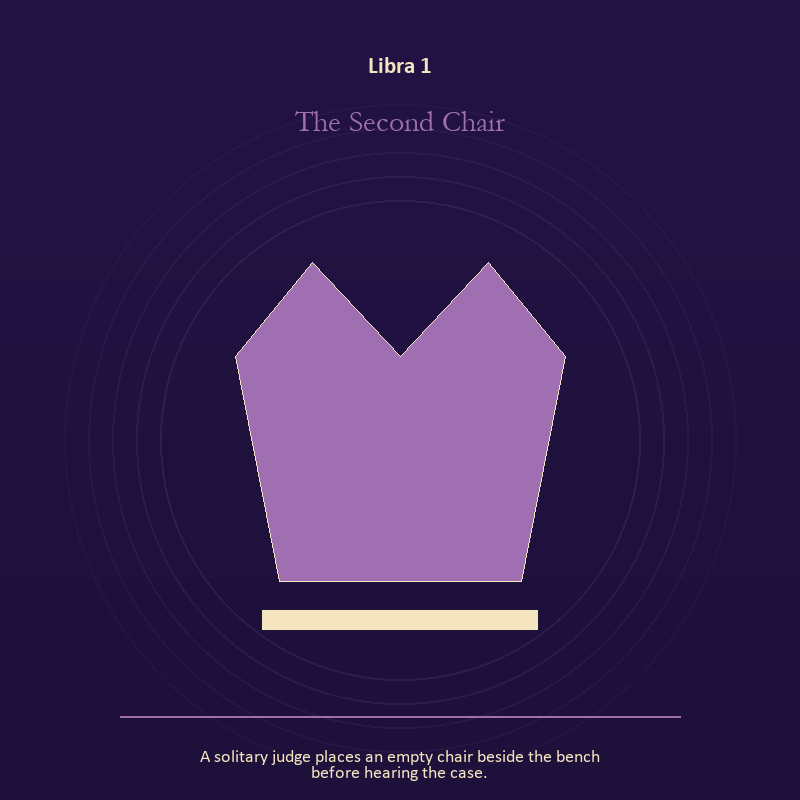 Libra 1
The Second Chair
A solitary judge places an empty chair beside the bench
before hearing the case.